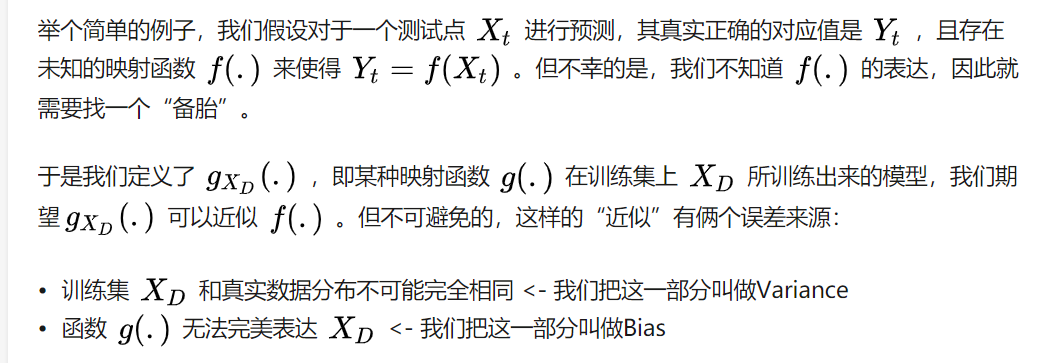 举个简单的例子，我们假设对于一个测试点 $X_t$ 进行预测，其真实正确的对应值是 $Y_t$ ，且存在
未知的映射函数 $f(.)$ 来使得 $Y_t = f(X_t)$ 。但不幸的是，我们不知道 $f(.)$ 的表达，因此就
需要找一个“备胎”。
于是我们定义了 $g_{X_D}(.)$ ，即某种映射函数 $g(.)$ 在训练集上 $X_D$ 所训练出来的模型，我们期
望 $g_{X_D}(.)$ 可以近似 $f(.)$ 。但不可避免的，这样的“近似”有俩个误差来源：
• 训练集 $X_D$ 和真实数据分布不可能完全相同 <- 我们把这一部分叫做Variance
• 函数 $g(.)$ 无法完美表达 $X_D$ <- 我们把这一部分叫做Bias